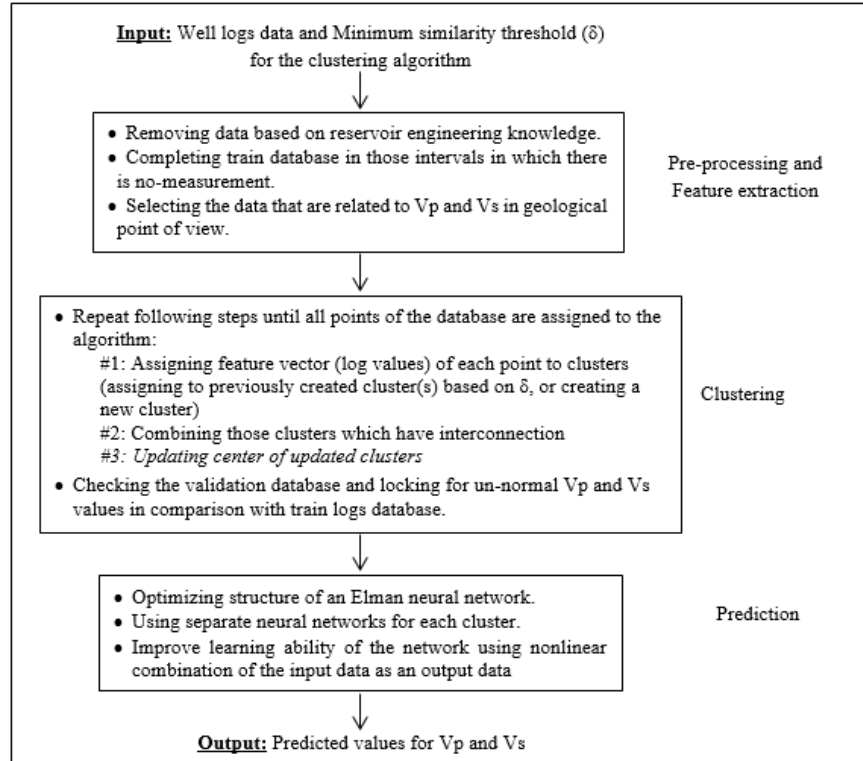 Input: Well logs data and Minimum similarity threshold (δ)
for the clustering algorithm
• Removing data based on reservoir engineering knowledge.
• Completing train database in those intervals in which there
is no-measurement.
• Selecting the data that are related to Vp and Vs in geological
point of view.
Pre-processing and
Feature extraction
• Repeat following steps until all points of the database are assigned to the
algorithm:
#1: Assigning feature vector (log values) of each point to clusters
(assigning to previously created cluster(s) based on δ, or creating a
new cluster)
#2: Combining those clusters which have interconnection
#3: Updating center of updated clusters
• Checking the validation database and locking for un-normal Vp and Vs
values in comparison with train logs database.
Clustering
• Optimizing structure of an Elman neural network.
• Using separate neural networks for each cluster.
• Improve learning ability of the network using nonlinear
combination of the input data as an output data
Prediction
Output: Predicted values for Vp and Vs